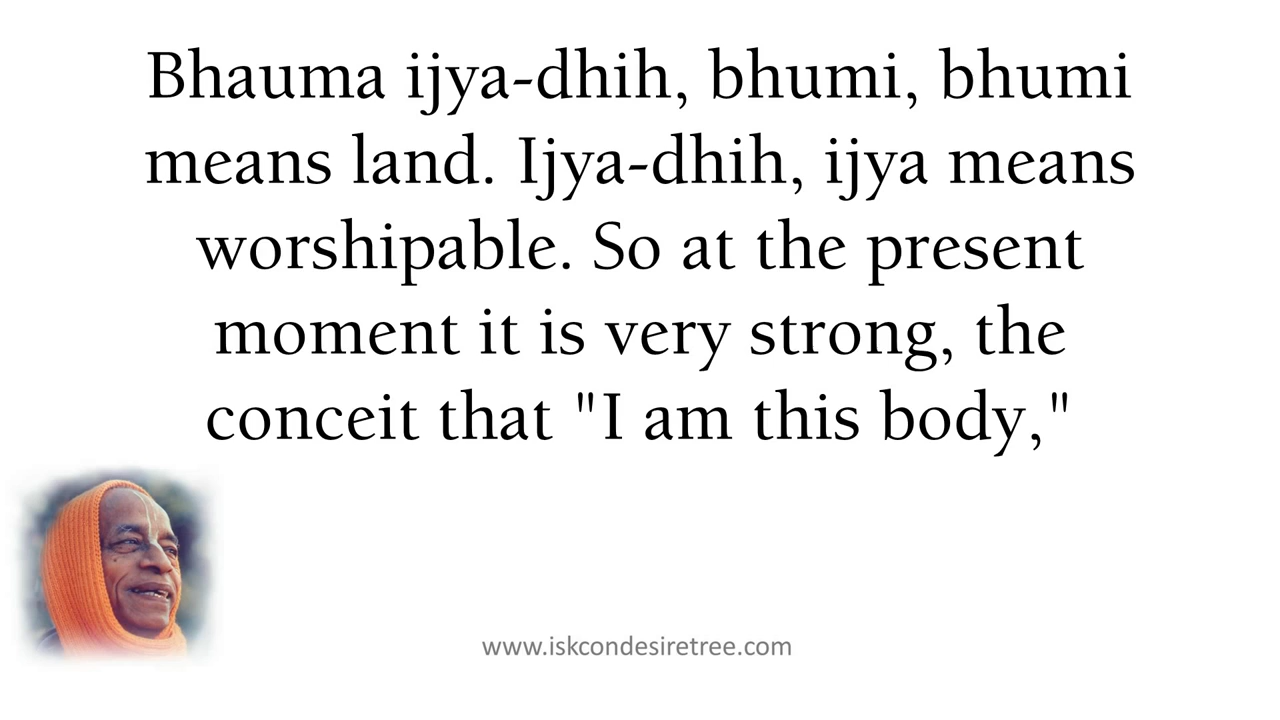 Bhauma ijya-dhih, bhumi, bhumi
means land. Ijya-dhih, ijya means
worshipable. So at the present
moment it is very strong, the
conceit that "I am this body,"
www.iskcondesiretree.com